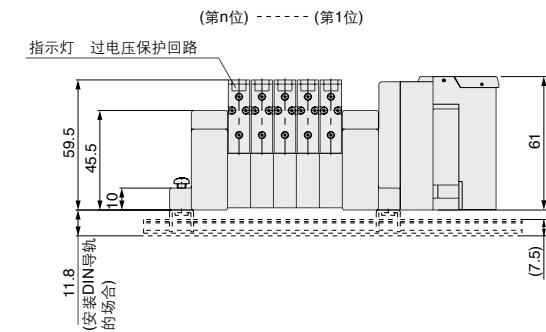 (第n位) ------ (第1位)
指示灯 过电压保护回路
59.5
45.5
10
61
11.8
(安装DIN导轨
的场合)
(7.5)